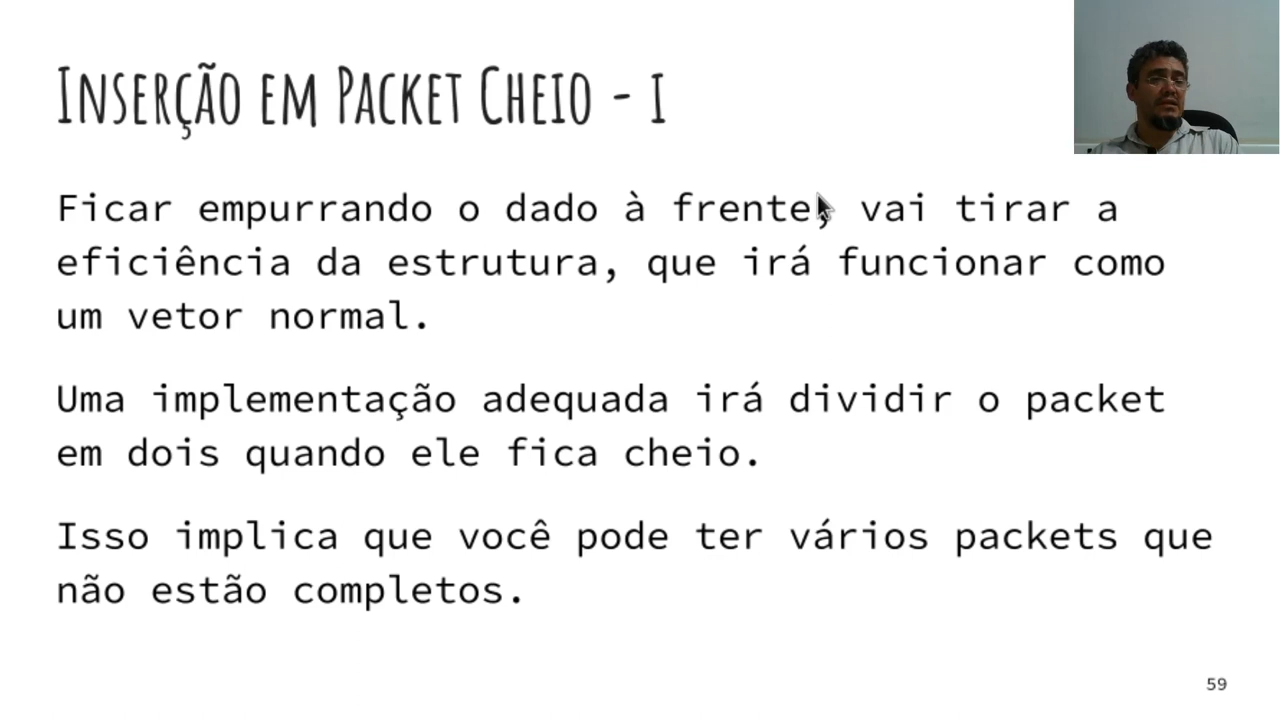 Inserção em Packet Cheio - I
Ficar empurrando o dado à frente, vai tirar a
eficiência da estrutura, que irá funcionar como
um vetor normal.
Uma implementação adequada irá dividir o packet
em dois quando ele fica cheio.
Isso implica que você pode ter vários packets que
não estão completos.
59